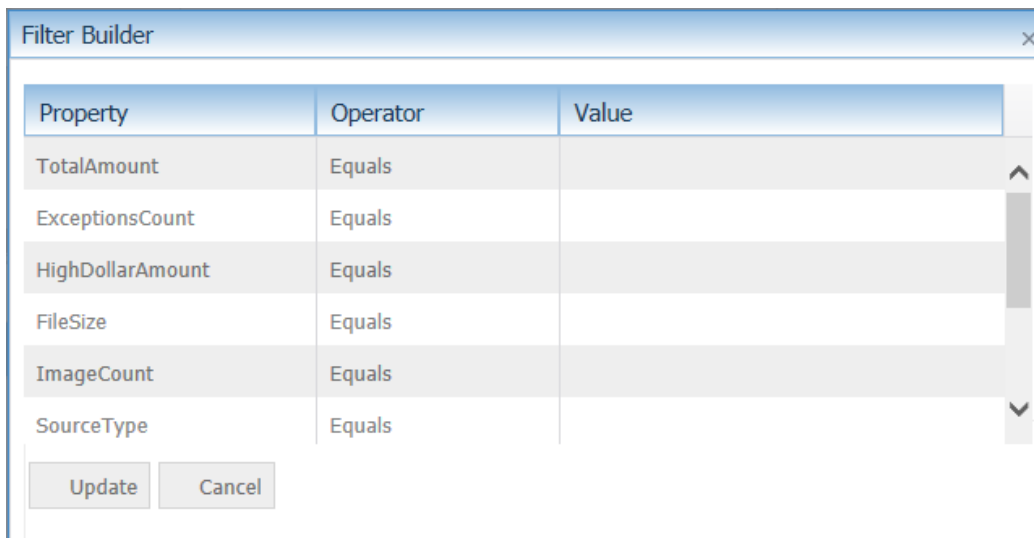 Filter Builder
Property Operator Value
TotalAmount Equals
ExceptionsCount Equals
HighDollarAmount Equals
FileSize Equals
ImageCount Equals
SourceType Equals
Update Cancel